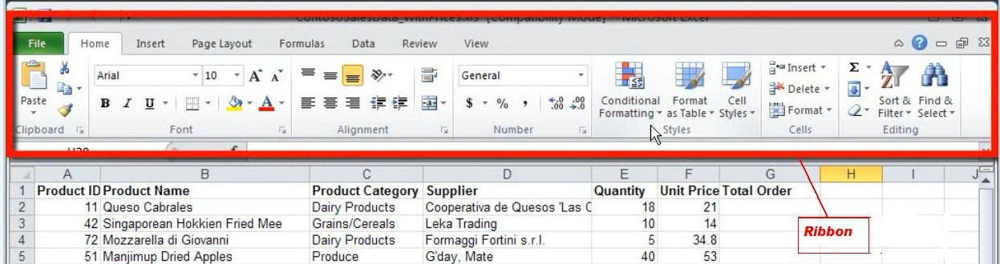 ContosoSalesData_WithPrices.xls [Compatibility Mode] - Microsoft Excel
File Home Insert Page Layout Formulas Data Review View
Arial 10 General
Paste B I U A $ % , Conditional Formatting Format as Table Cell Styles Insert Delete Format Σ Sort & Filter Find & Select
Clipboard Font Alignment Number Styles Cells Editing
A B C D E F G H I J
1 Product ID Product Name Product Category Supplier Quantity Unit Price Total Order
2 11 Queso Cabrales Dairy Products Cooperativa de Quesos 'Las C 18 21
3 42 Singaporean Hokkien Fried Mee Grains/Cereals Leka Trading 10 14
4 72 Mozzarella di Giovanni Dairy Products Formaggi Fortini s.r.l. 5 34.8
5 51 Manjimup Dried Apples Produce G'day, Mate 40 53
Ribbon